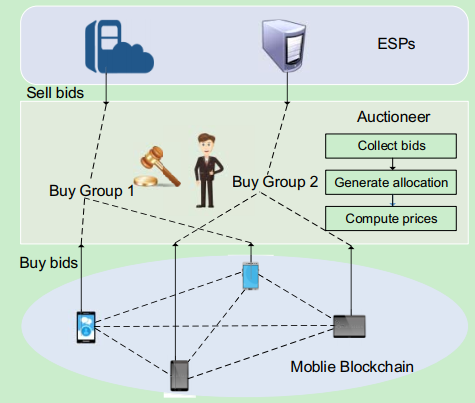 ESPs
Sell bids
Auctioneer
Collect bids
Generate allocation
Compute prices
Buy Group 1
Buy Group 2
Buy bids
Moblie Blockchain